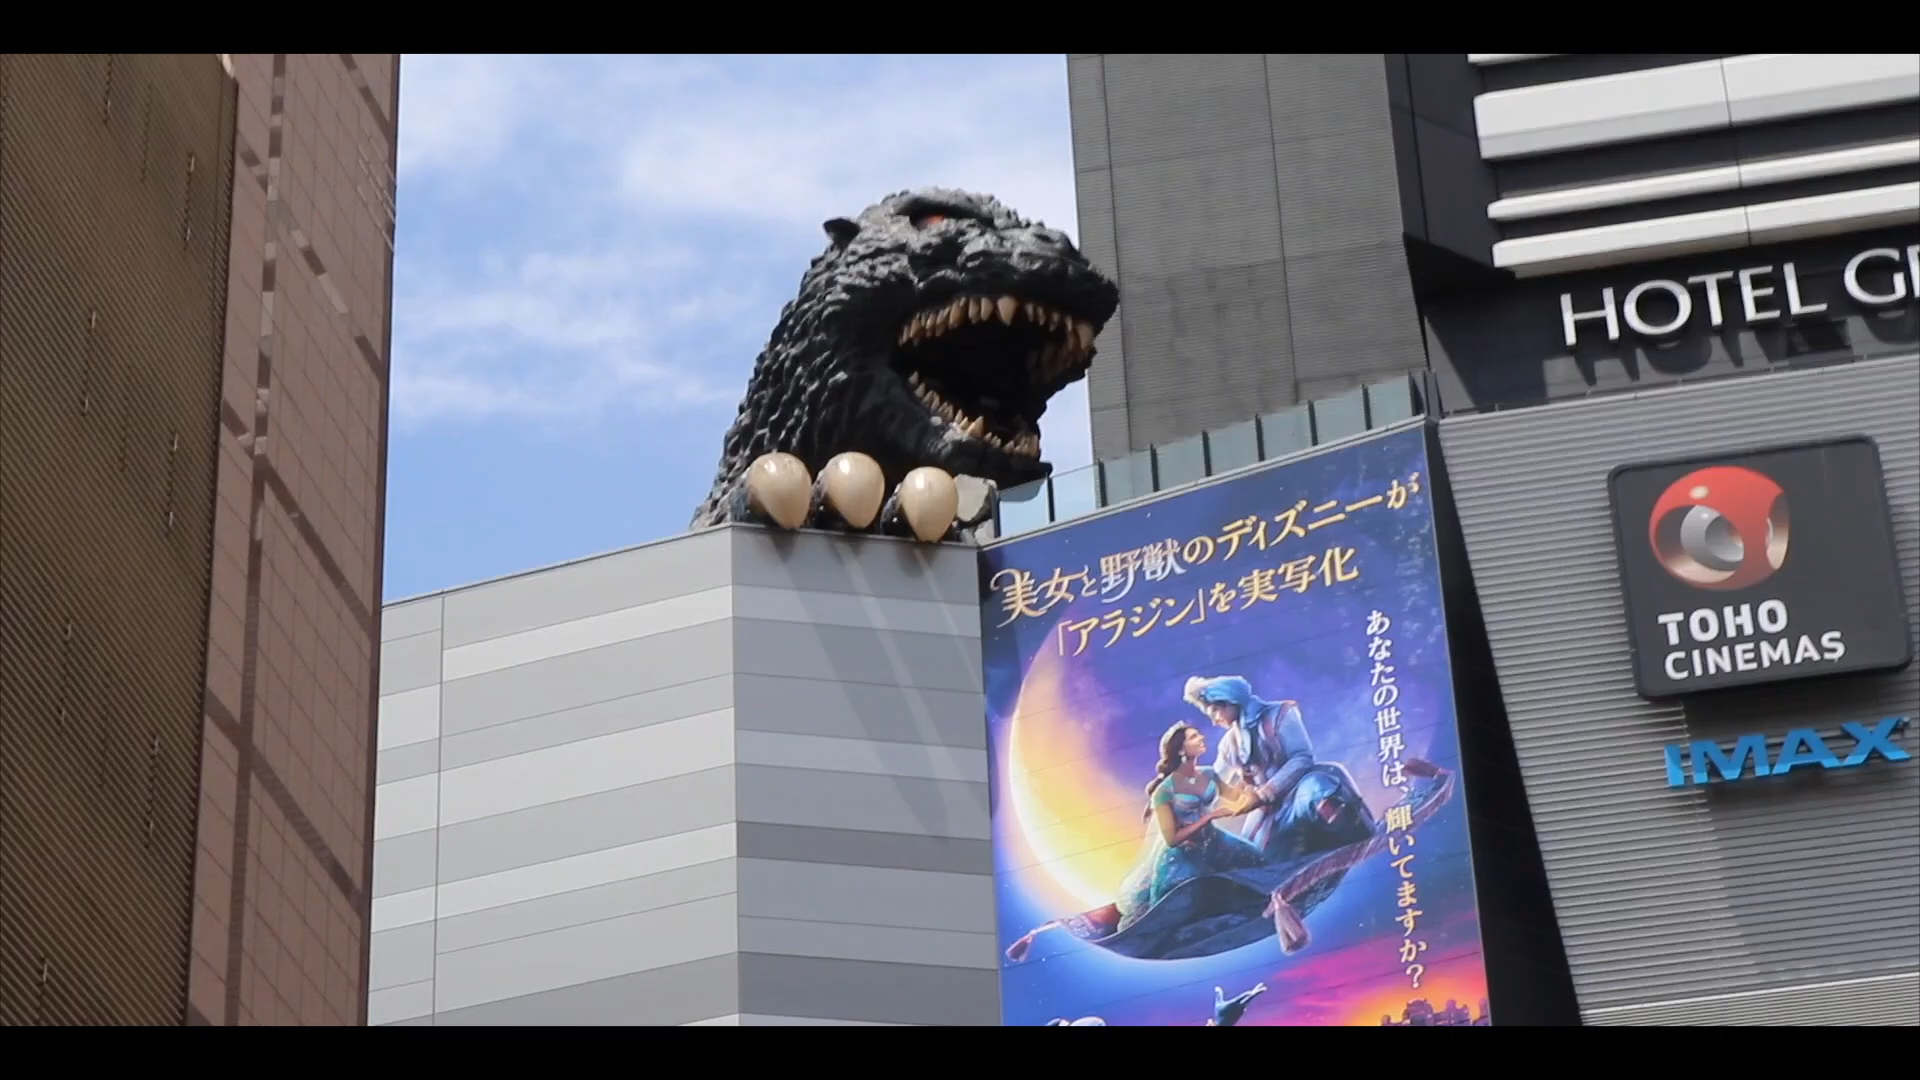 HOTEL G
美女と野獣のディズニーが
「アラジン」を実写化
あなたの世界は、輝いてますか?
TOHO
CINEMAS
IMAX